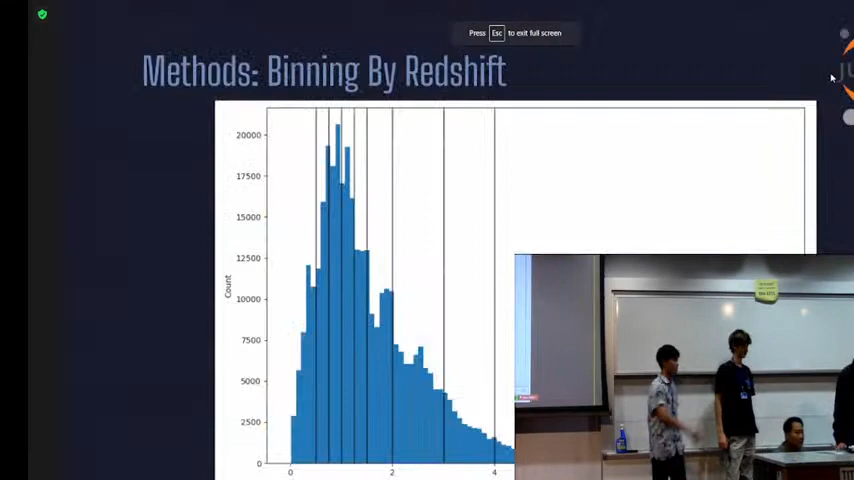 Press Esc to exit full screen
Methods: Binning By Redshift
20000
17500
15000
12500
10000
7500
5000
2500
0
Count
0 2 4